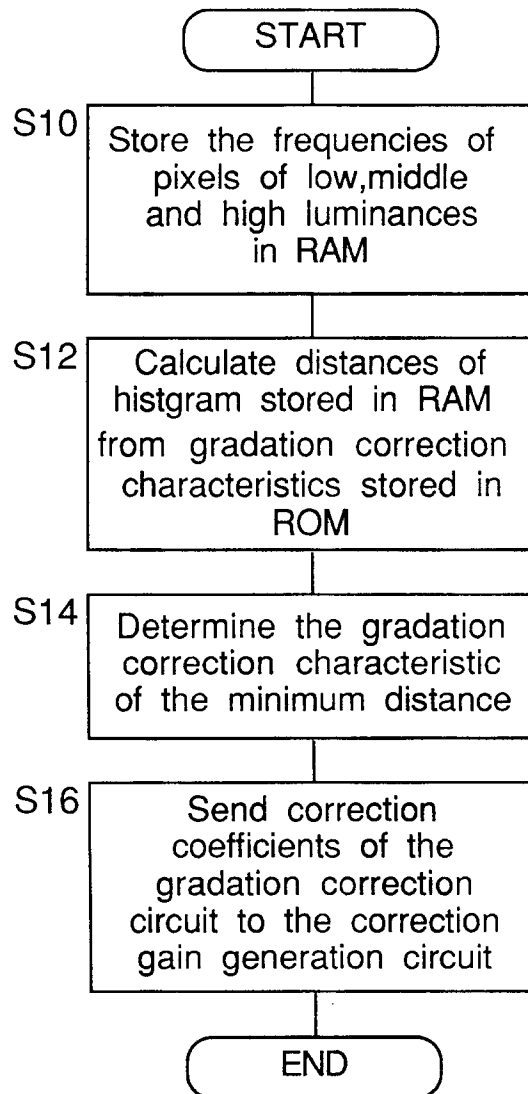 START
S10
Store the frequencies of
pixels of low,middle
and high luminances
in RAM
S12
Calculate distances of
histgram stored in RAM
from gradation correction
characteristics stored in
ROM
S14
Determine the gradation
correction characteristic
of the minimum distance
S16
Send correction
coefficients of the
gradation correction
circuit to the correction
gain generation circuit
END